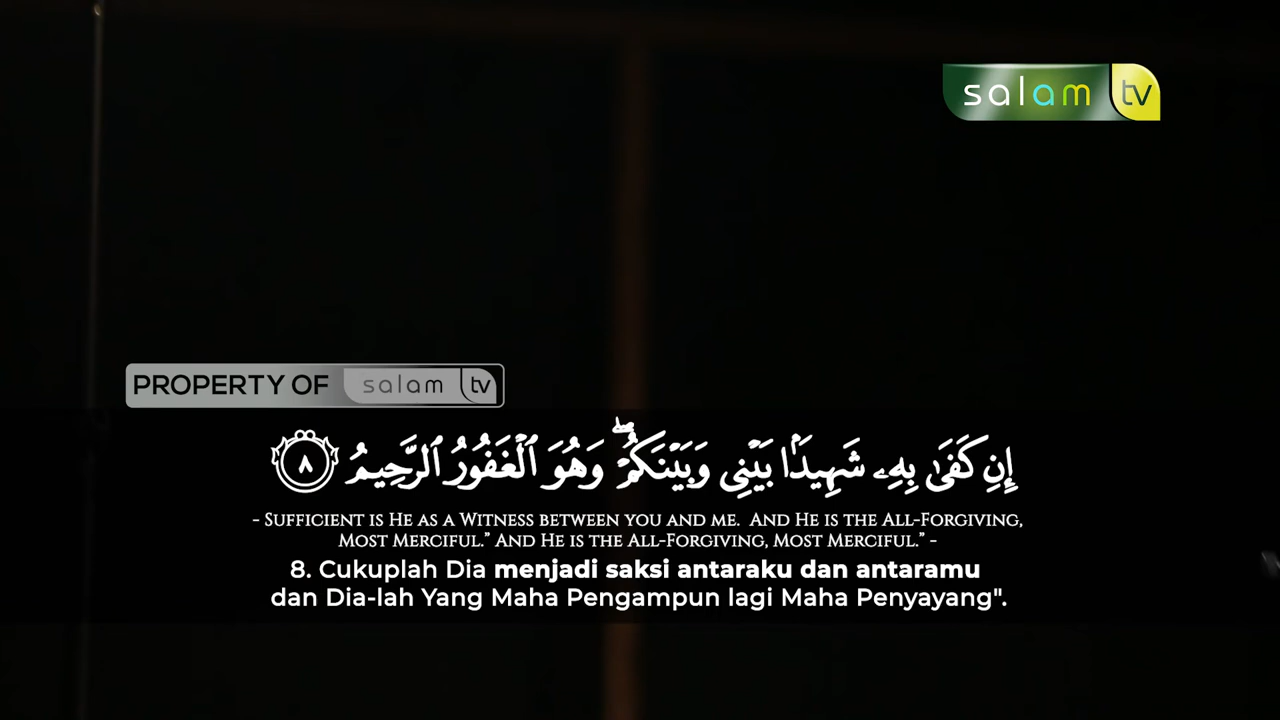 salam tv
PROPERTY OF salam tv
إِنِ كَفَىٰ بِهِۦ شَهِيدَۢا بَيۡنِي وَبَيۡنَكُمۡۖ وَهُوَ ٱلۡغَفُورُ ٱلرَّحِيمُ ٨
- Sufficient is He as a Witness between you and me. And He is the All-Forgiving,
Most Merciful.” And He is the All-Forgiving, Most Merciful.” -
8. Cukuplah Dia menjadi saksi antaraku dan antaramu
dan Dia-lah Yang Maha Pengampun lagi Maha Penyayang".